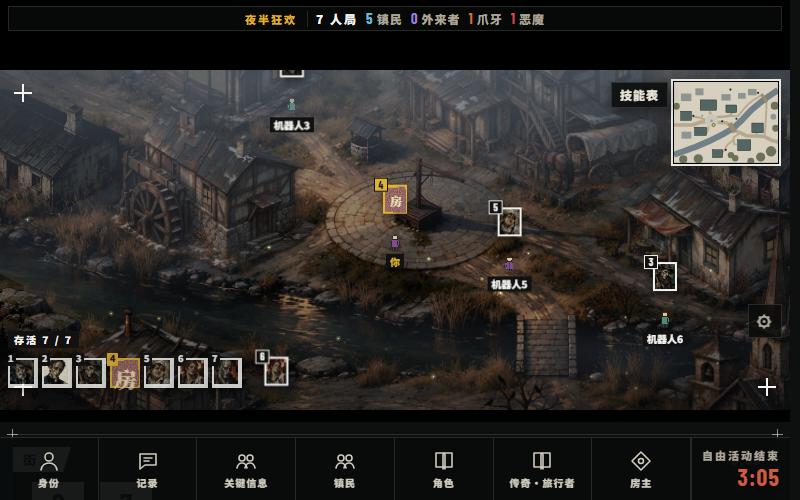 夜半狂欢 7 人局 5 镇民 0 外来者 1 爪牙 1 恶魔
技能表
机器人3
4
房
5
你
机器人5
3
机器人6
存活 7 / 7
1 2 3 4 5 6 7
房
6
身份 记录 关键信息 镇民 角色 传奇·旅行者 房主
自由活动结束
3:05